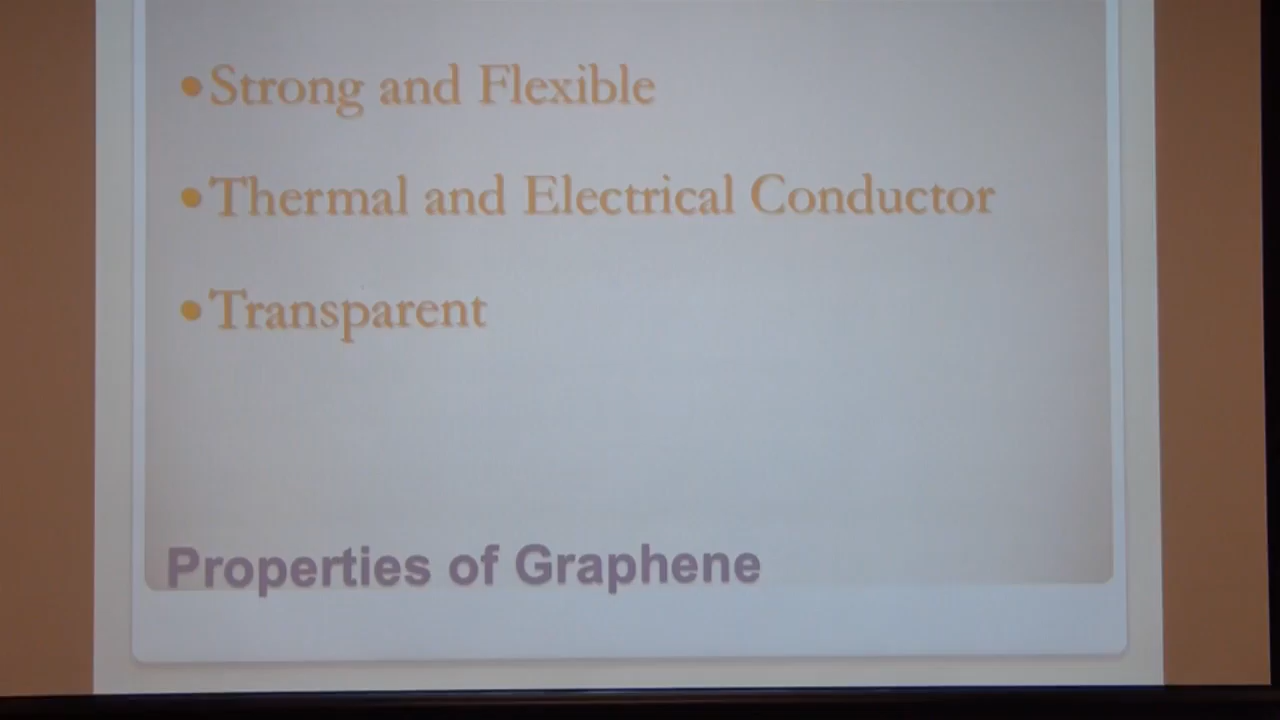 •Strong and Flexible
•Thermal and Electrical Conductor
•Transparent
Properties of Graphene